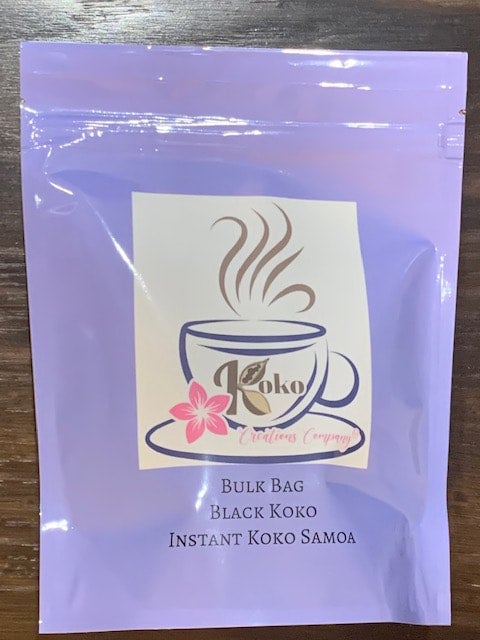 Koko
Creations Company
Bulk Bag
Black Koko
Instant Koko Samoa